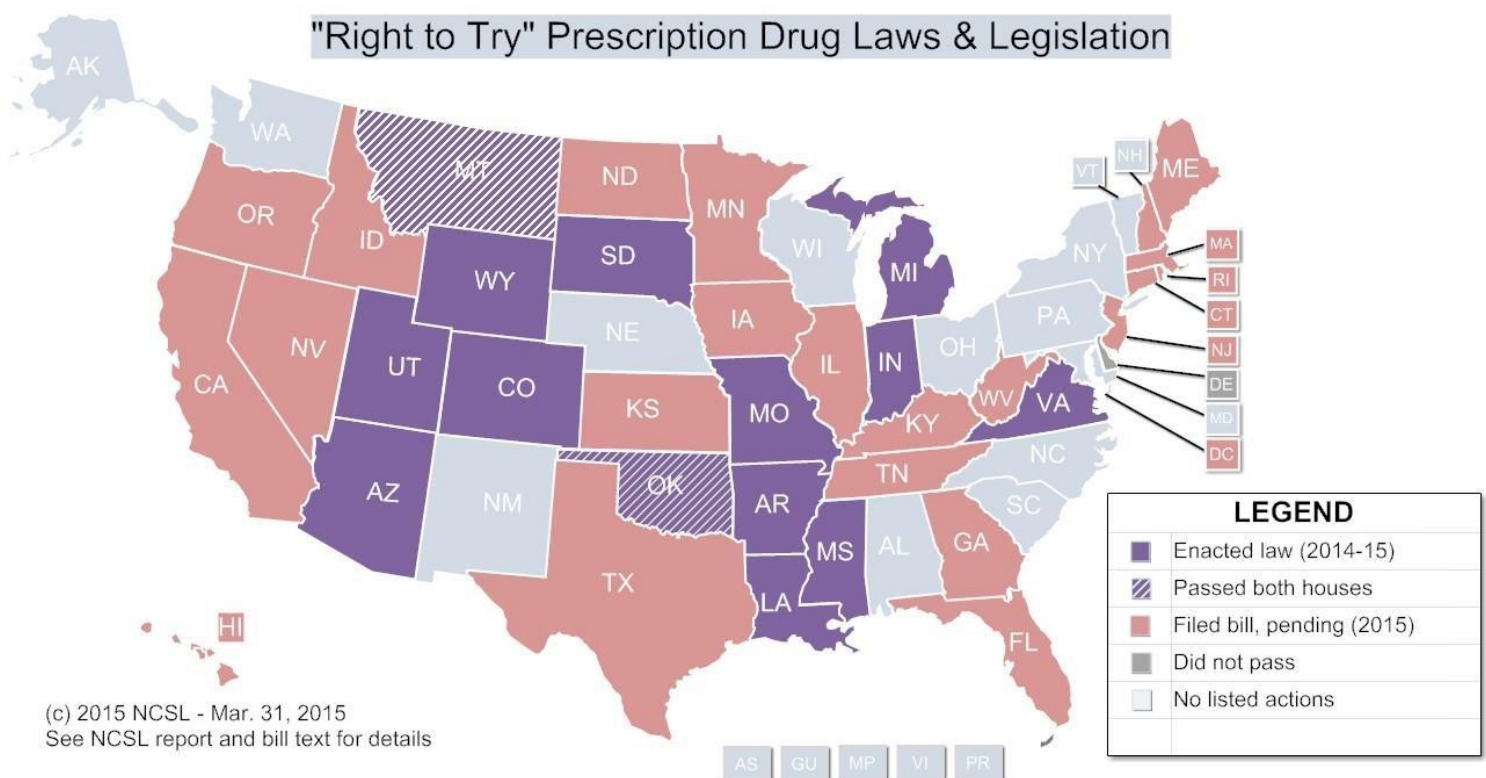 "Right to Try" Prescription Drug Laws & Legislation
AK
WA
MT
ND
MN
VT
NH
ME
OR
ID
SD
WI
MI
NY
MA
WY
RI
NV
UT
NE
IA
PA
CT
CA
CO
KS
MO
IL
IN
OH
NJ
DE
WV
VA
MD
KY
DC
AZ
NM
OK
AR
TN
NC
SC
MS
AL
GA
TX
LA
FL
HI
LEGEND
Enacted law (2014-15)
Passed both houses
Filed bill, pending (2015)
Did not pass
No listed actions
(c) 2015 NCSL - Mar. 31, 2015
See NCSL report and bill text for details
AS GU MP VI PR